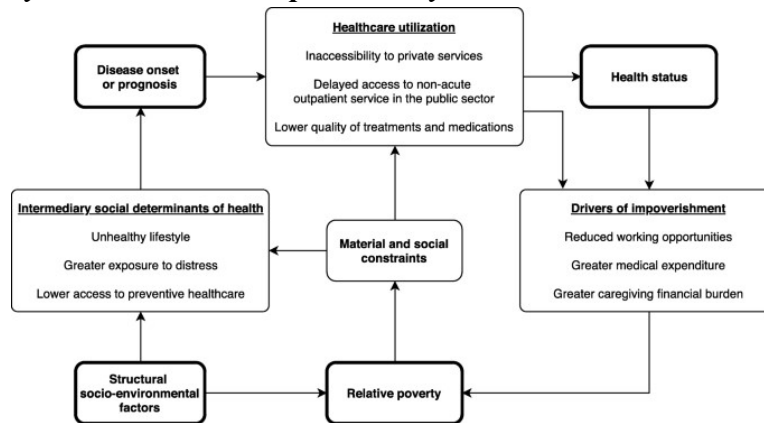 Healthcare utilization
Inaccessibility to private services
Delayed access to non-acute
outpatient service in the public sector
Lower quality of treatments and medications
Disease onset
or prognosis
Health status
Intermediary social determinants of health
Unhealthy lifestyle
Greater exposure to distress
Lower access to preventive healthcare
Material and social
constraints
Drivers of impoverishment
Reduced working opportunities
Greater medical expenditure
Greater caregiving financial burden
Structural
socio-environmental
factors
Relative poverty